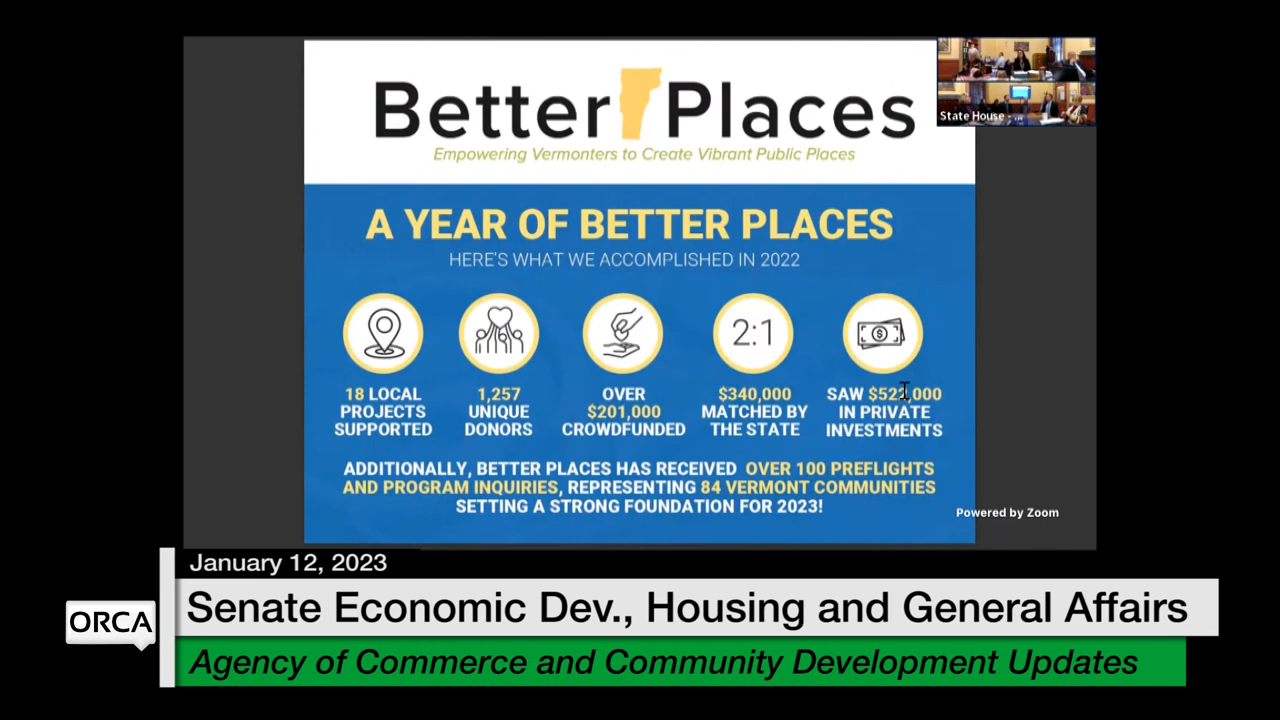 Better Places
Empowering Vermonters to Create Vibrant Public Places
State House - ...
A YEAR OF BETTER PLACES
HERE'S WHAT WE ACCOMPLISHED IN 2022
2:1
18 LOCAL
PROJECTS
SUPPORTED
1,257
UNIQUE
DONORS
OVER
$201,000
CROWDFUNDED
$340,000
MATCHED BY
THE STATE
SAW
IN PRIVATE
INVESTMENTS
ADDITIONALLY, BETTER PLACES HAS RECEIVED OVER 100 PREFLIGHTS
AND PROGRAM INQUIRIES, REPRESENTING 84 VERMONT COMMUNITIES
SETTING A STRONG FOUNDATION FOR 2023!
Powered by Zoom
January 12, 2023
ORCA
Senate Economic Dev., Housing and General Affairs
Agency of Commerce and Community Development Updates